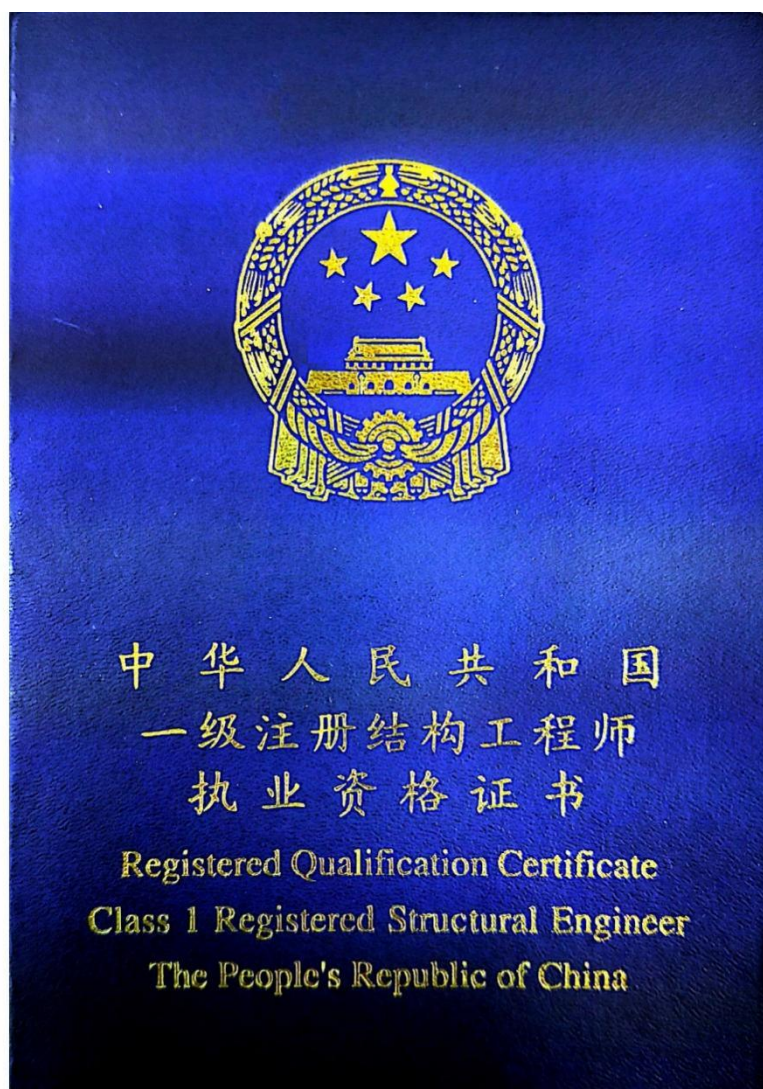 中华人民共和国
一级注册结构工程师
执业资格证书
Registered Qualification Certificate
Class 1 Registered Structural Engineer
The People's Republic of China